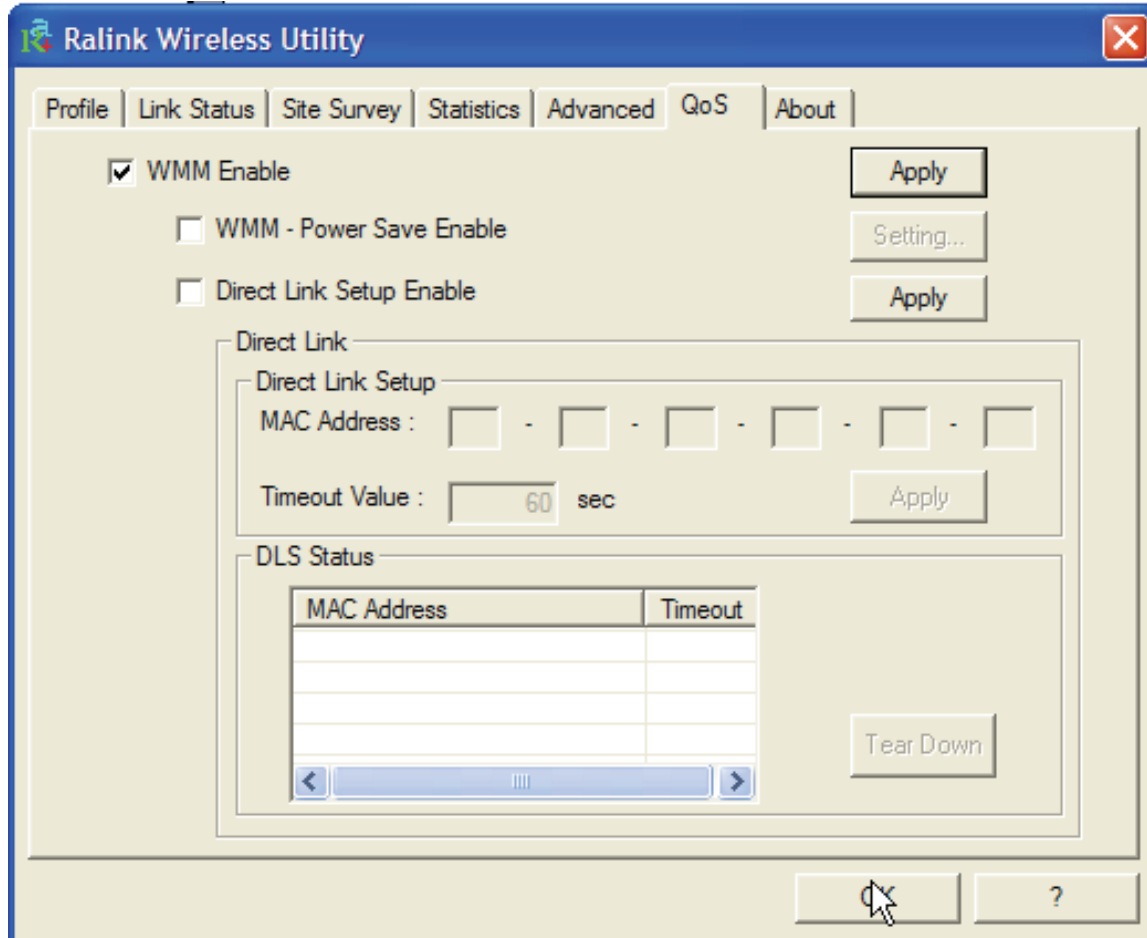 Ralink Wireless Utility
Profile Link Status Site Survey Statistics Advanced QoS About
WMM Enable Apply
WMM - Power Save Enable Setting...
Direct Link Setup Enable Apply
Direct Link
Direct Link Setup
MAC Address : - - - - -
Timeout Value : 60 sec Apply
DLS Status
MAC Address Timeout
Tear Down
OK ?